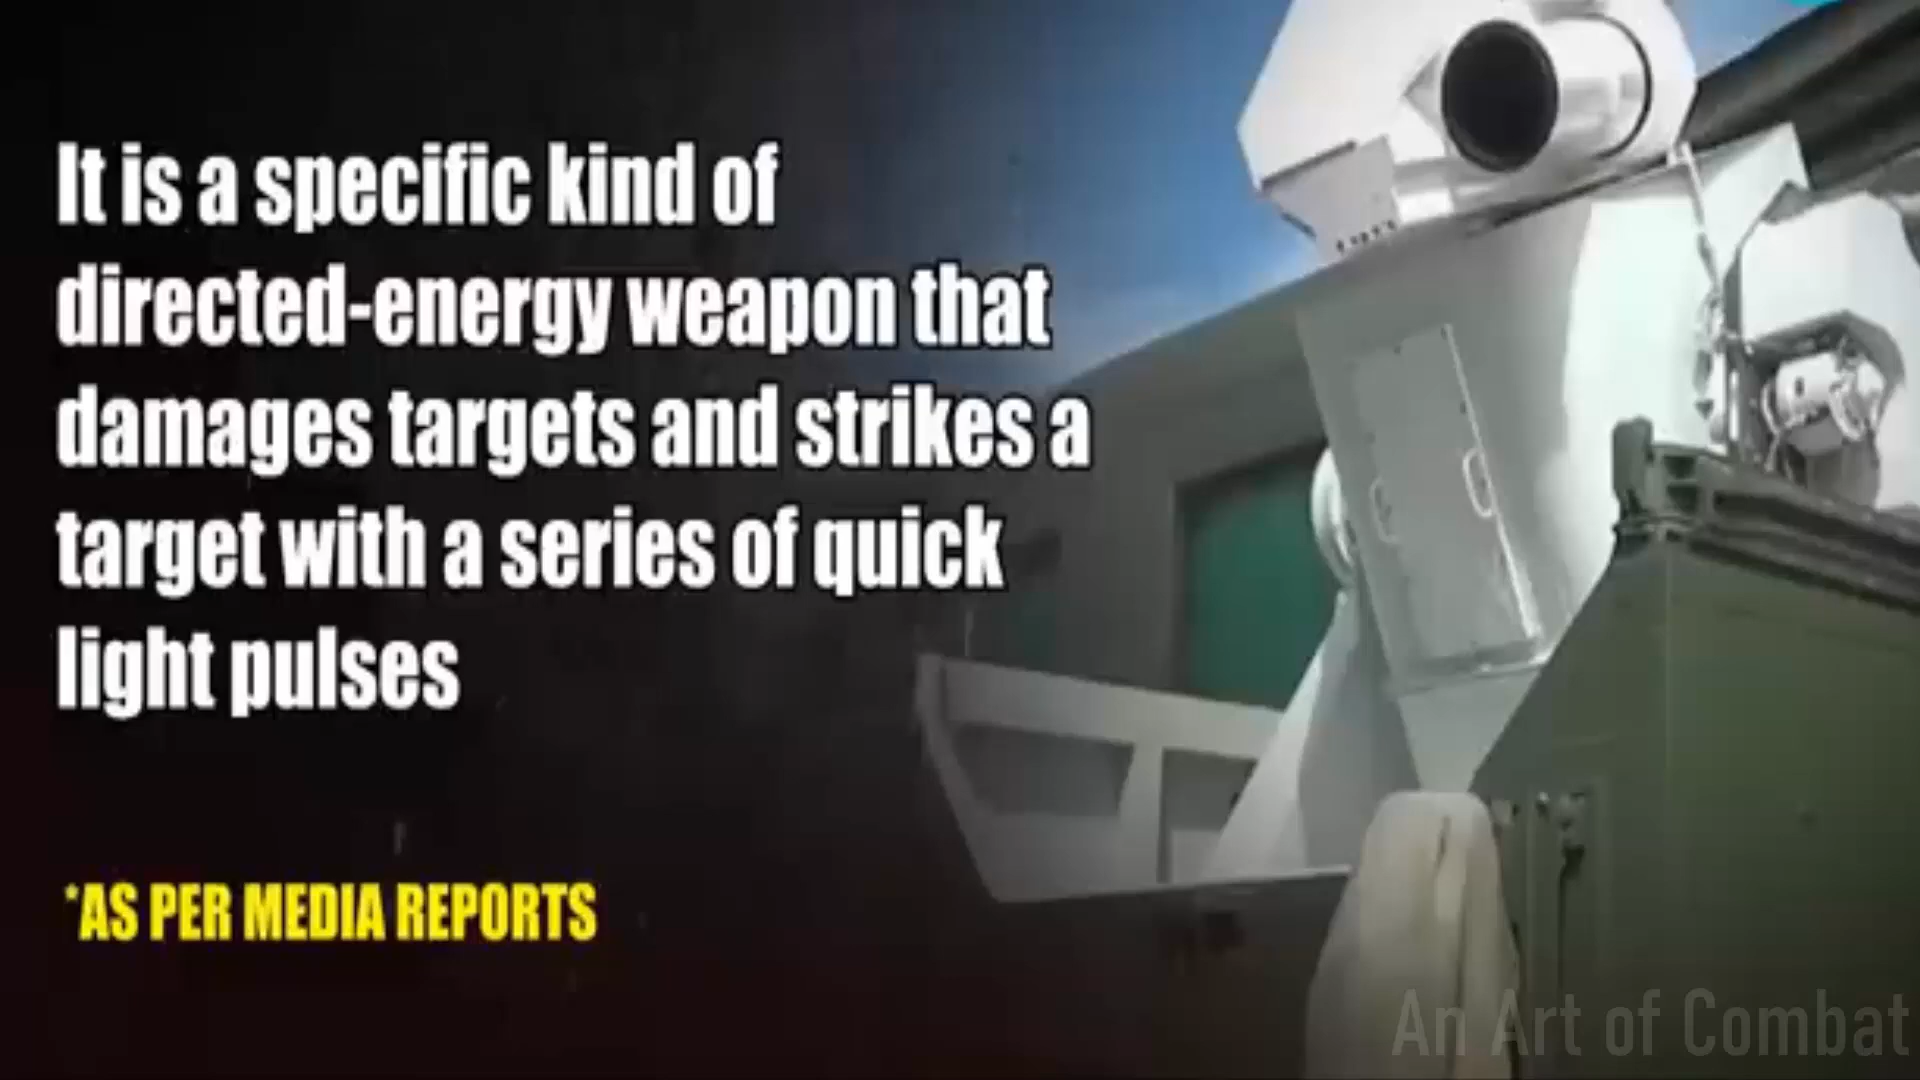 It is a specific kind of
directed-energy weapon that
damages targets and strikes a
target with a series of quick
light pulses
*AS PER MEDIA REPORTS
An Art of Combat